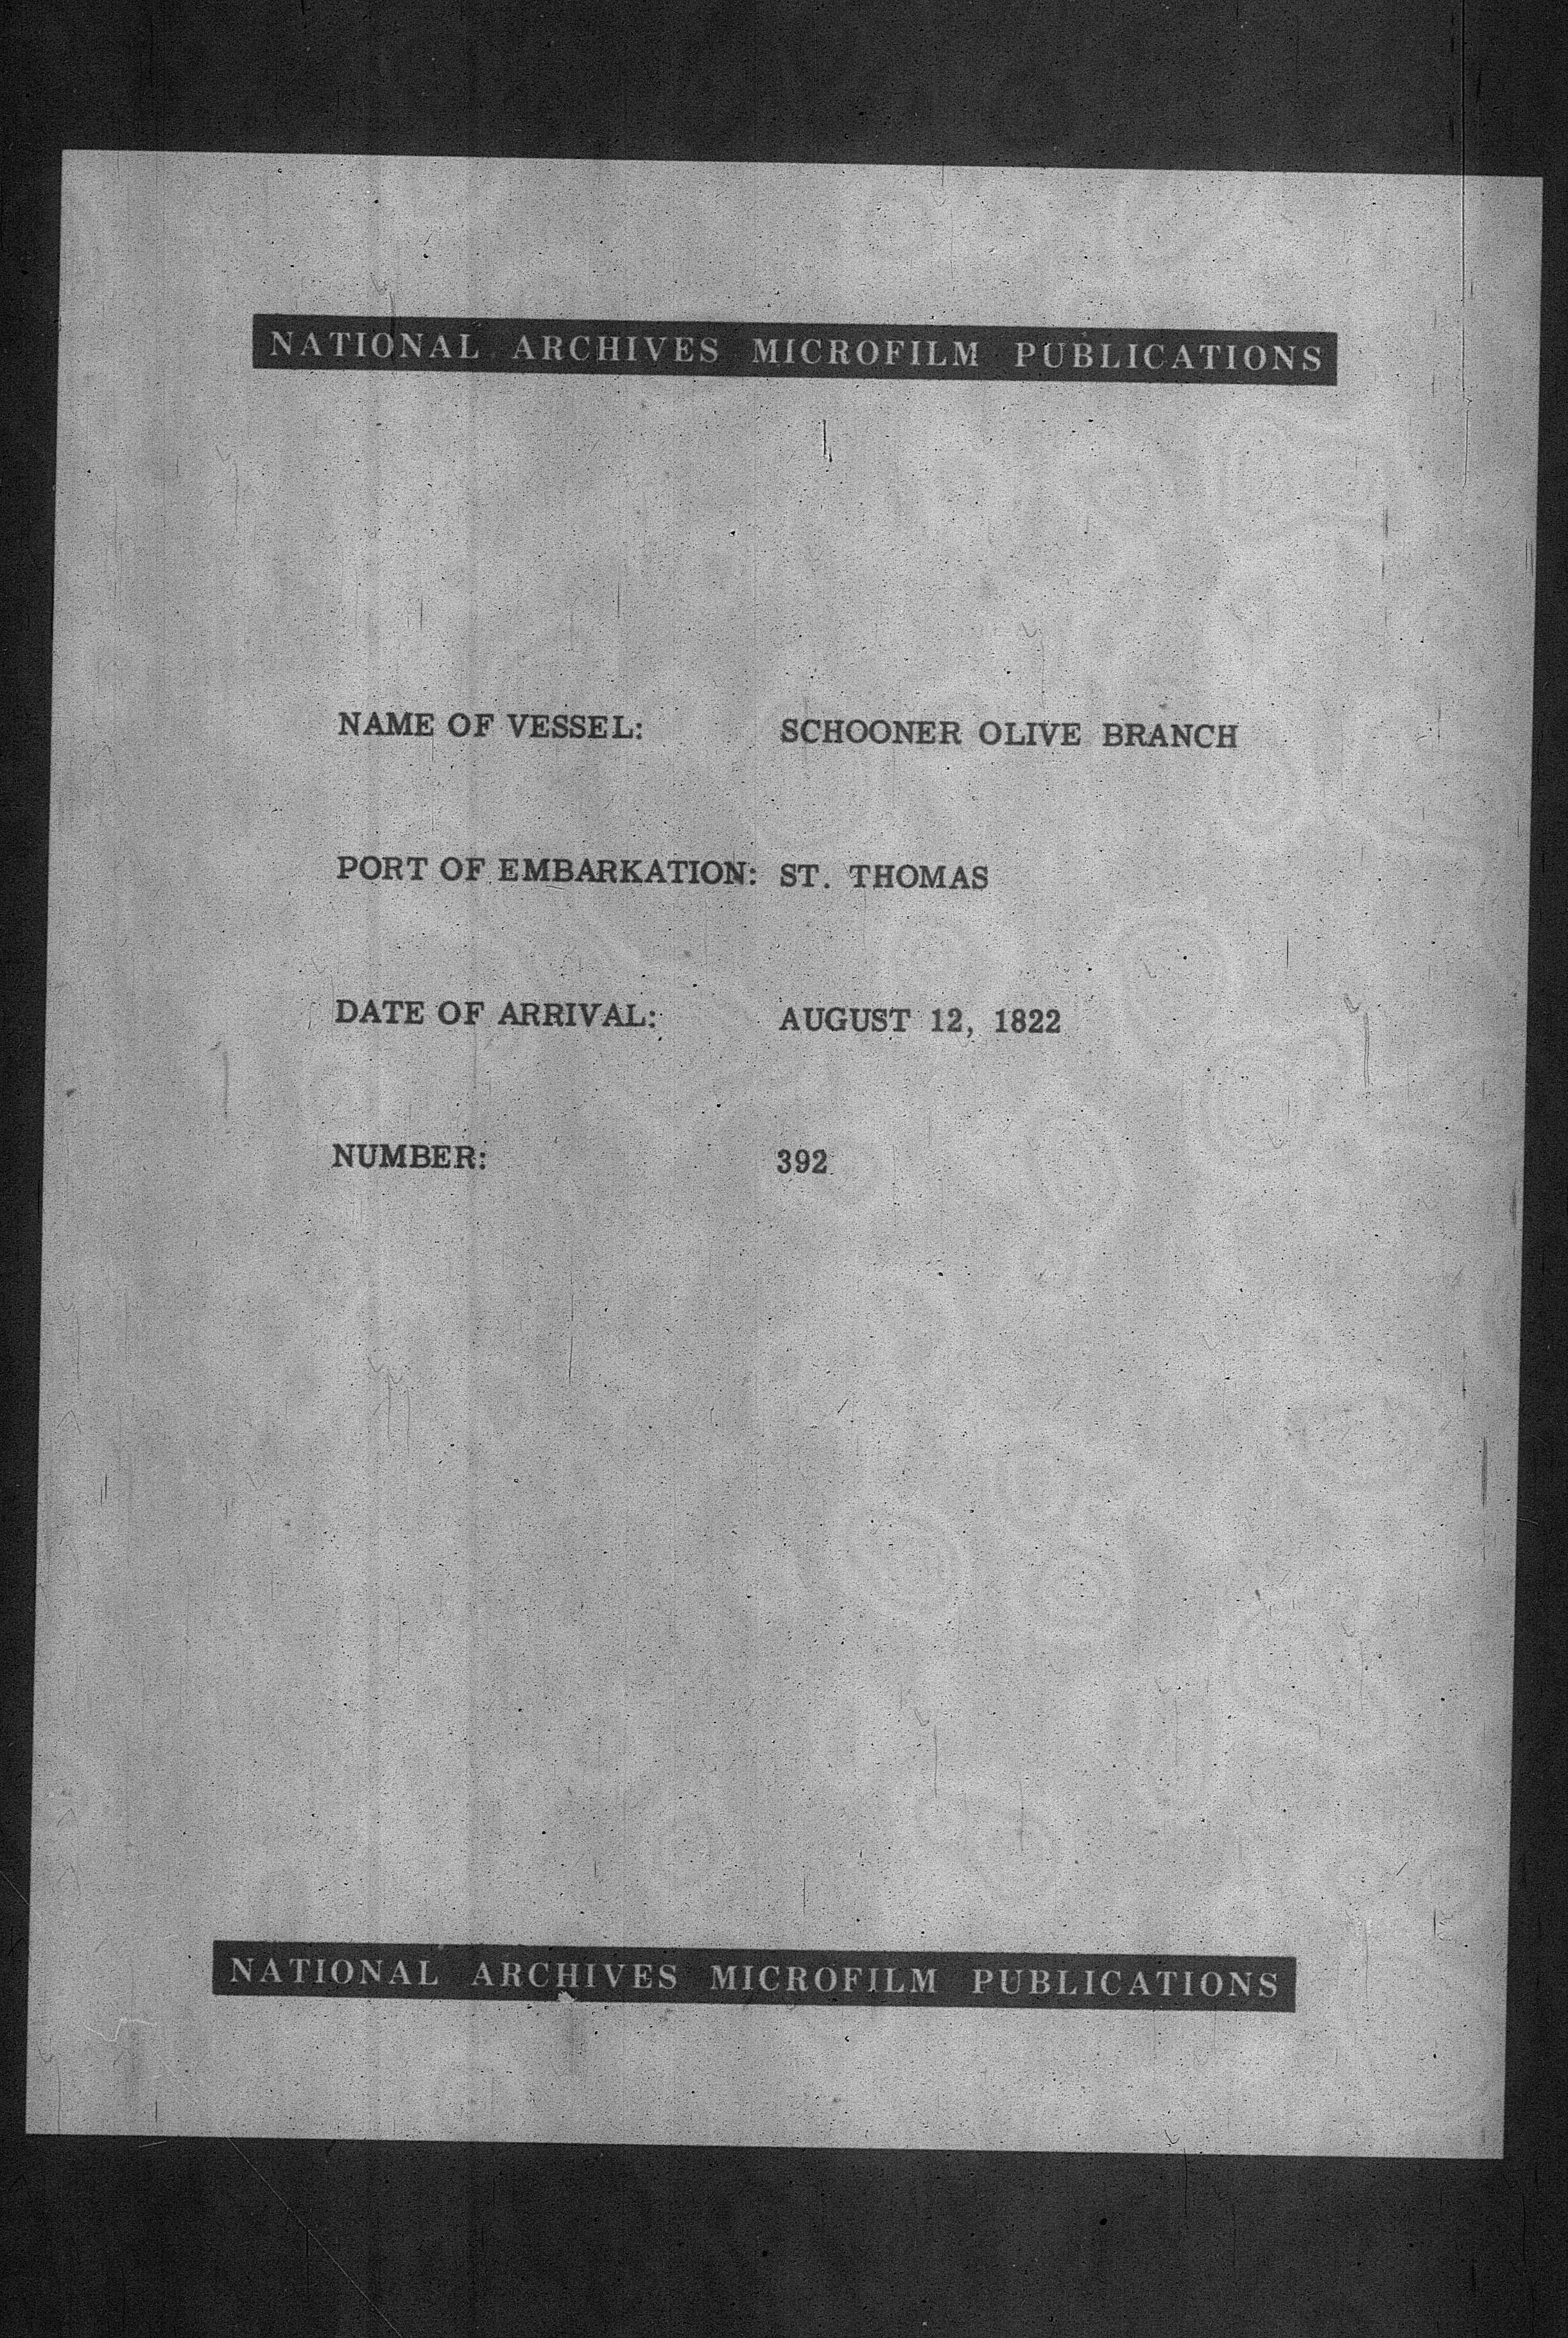 NATIONAL ARCHIVES MICROFILM PUBLICATIONS
NAME OF VESSEL: SCHOONER OLIVE BRANCH
PORT OF EMBARKATION: ST. THOMAS
DATE OF ARRIVAL: AUGUST 12, 1822
NUMBER: 392
NATIONAL ARCHIVES MICROFILM PUBLICATIONS